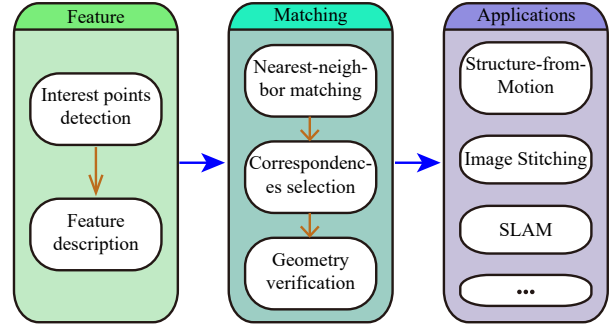 Feature
Interest points
detection
Feature
description
Matching
Nearest-neigh-
bor matching
Correspondenc-
es selection
Geometry
verification
Applications
Structure-from-
Motion
Image Stitching
SLAM
...